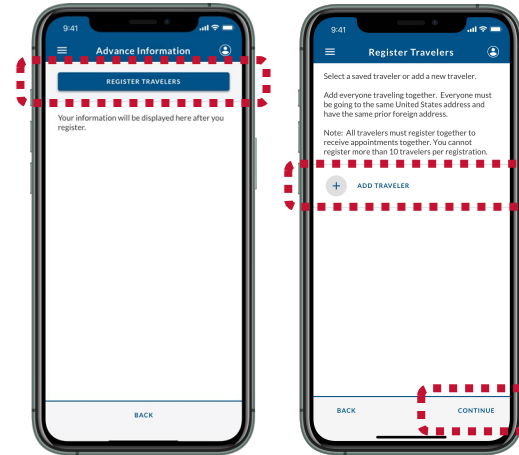 9:41
Advance Information
REGISTER TRAVELERS
Your information will be displayed here after you
register.
BACK
9:41
Register Travelers
Select a saved traveler or add a new traveler.
Add everyone traveling together. Everyone must
be going to the same United States address and
have the same prior foreign address.
Note: All travelers must register together to
receive appointments together. You cannot
register more than 10 travelers per registration.
+ ADD TRAVELER
BACK
CONTINUE